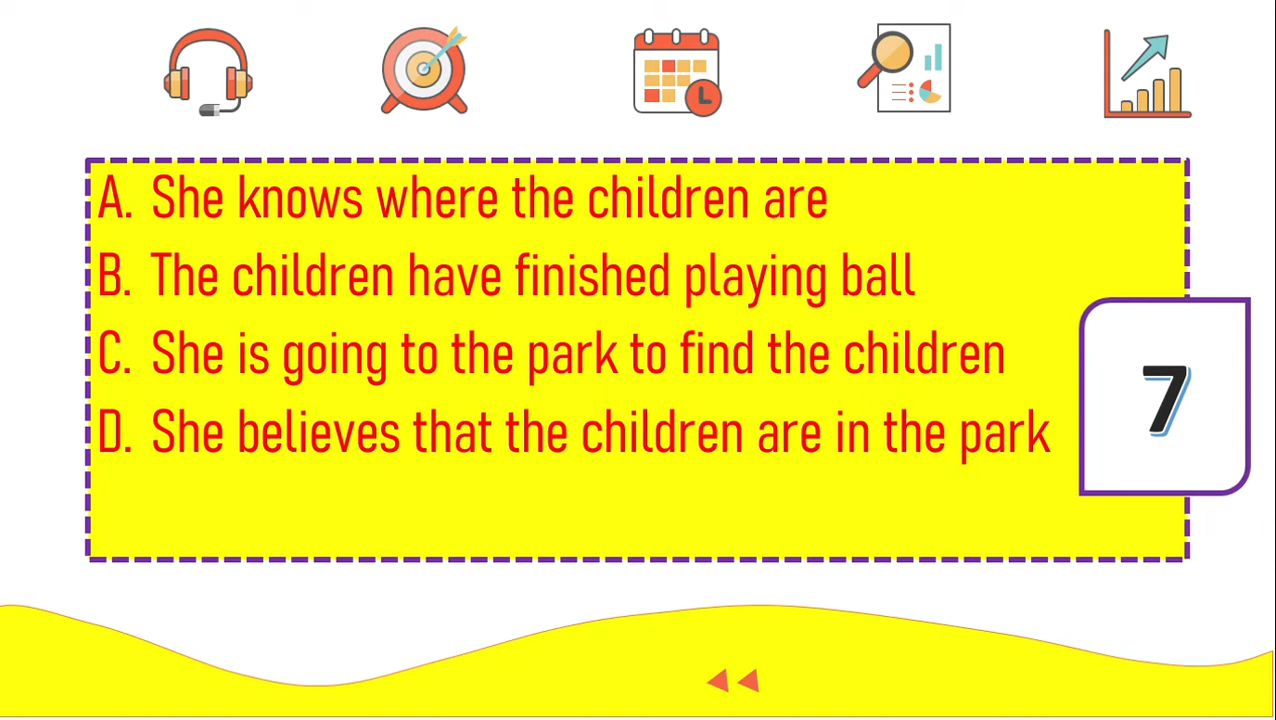 A. She knows where the children are
B. The children have finished playing ball
C. She is going to the park to find the children
D. She believes that the children are in the park
7